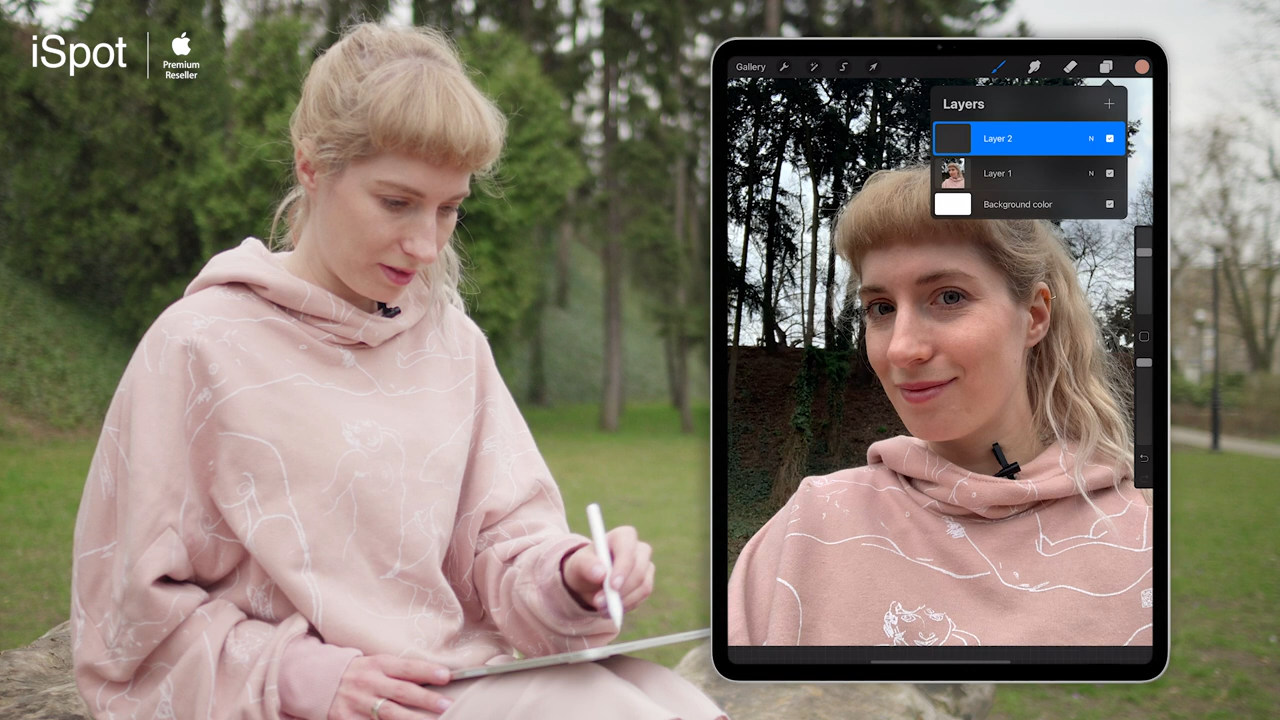 iSpot
Premium
Reseller
Gallery
Layers
Layer 2
N
Layer 1
N
Background color